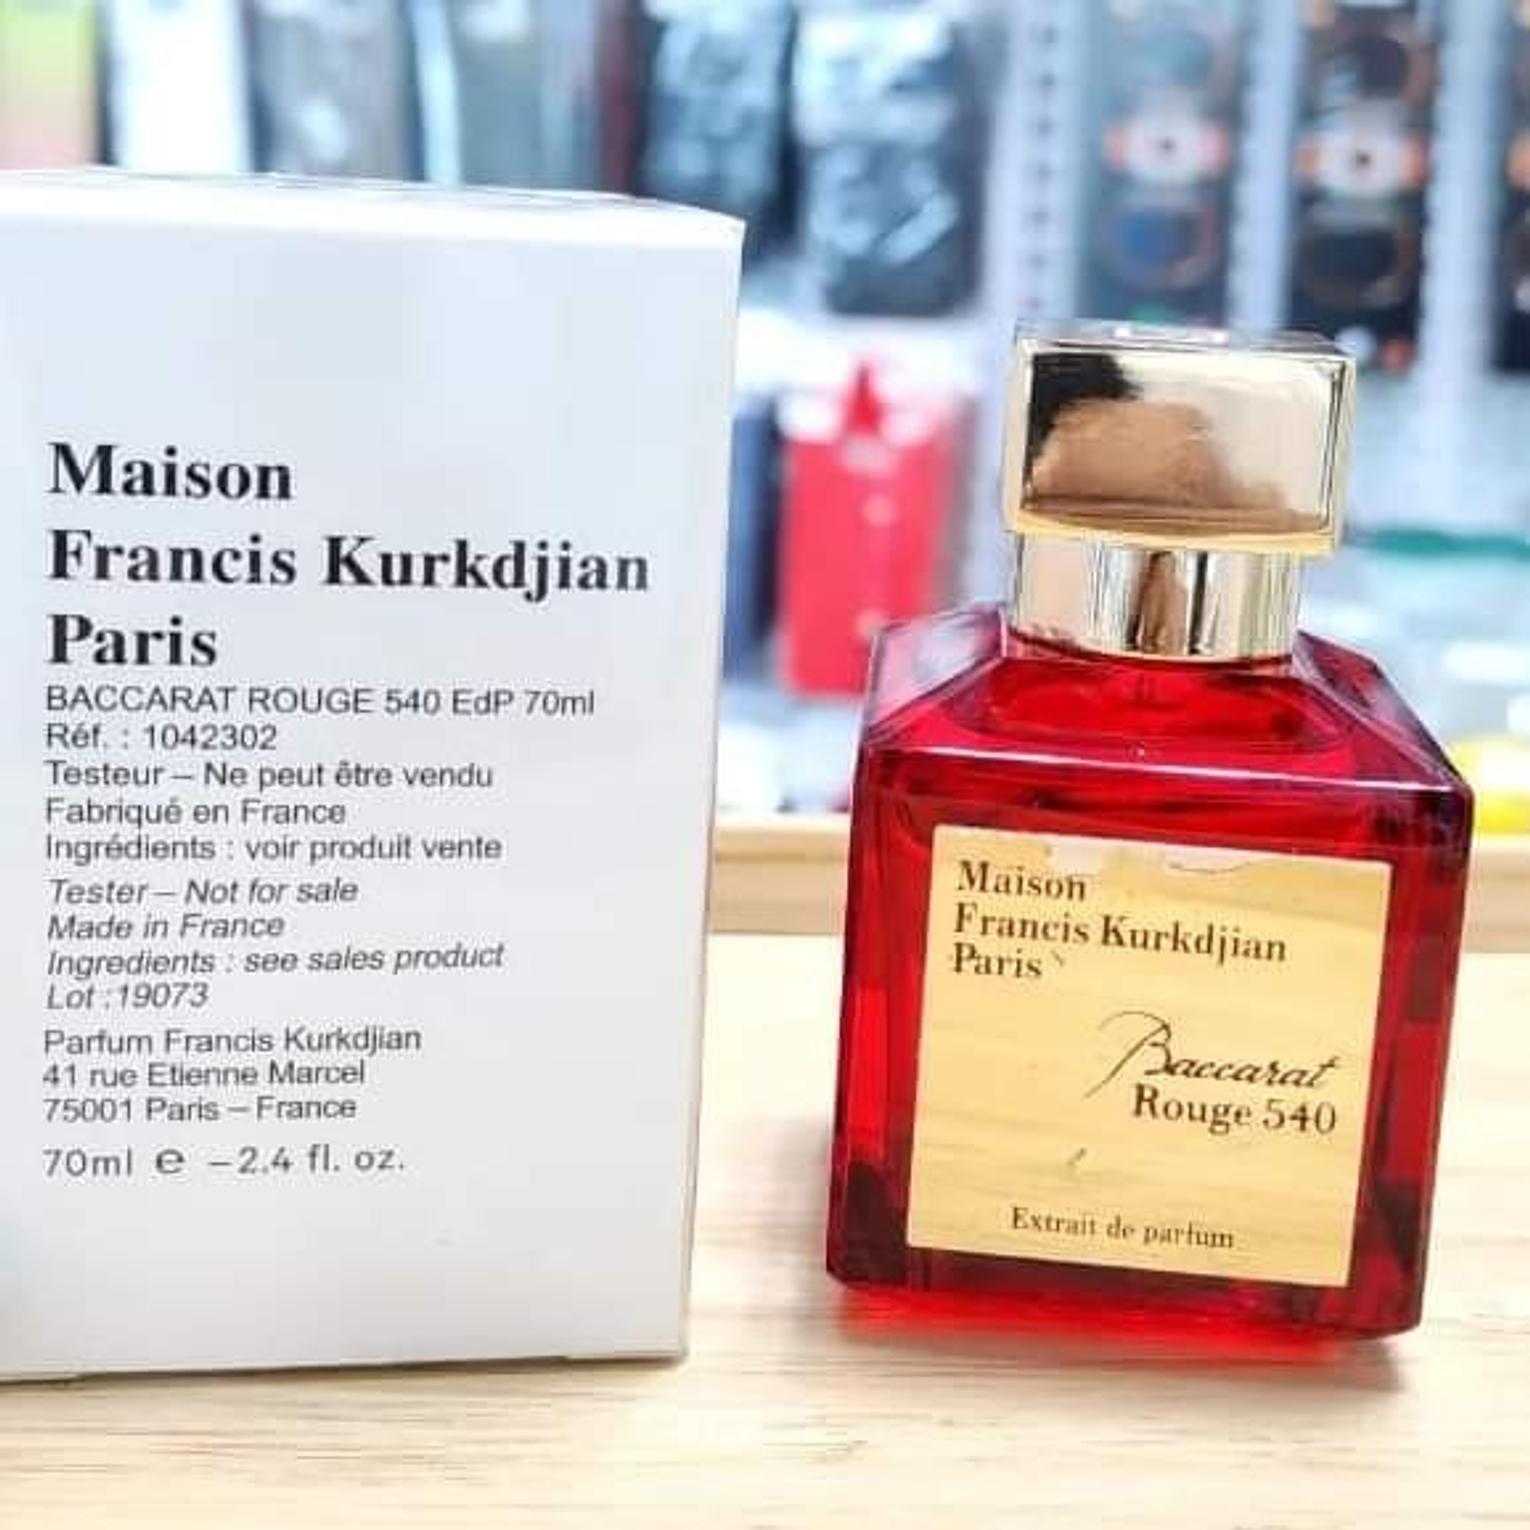 Maison
Francis Kurkdjian
Paris
BACCARAT ROUGE 540 EdP 70ml
Réf. : 1042302
Testeur – Ne peut être vendu
Fabriqué en France
Ingrédients : voir produit vente
Tester – Not for sale
Made in France
Ingredients : see sales product
Lot :19073
Parfum Francis Kurkdjian
41 rue Etienne Marcel
75001 Paris – France
70ml e –2.4 fl. oz.
Maison
Francis Kurkdjian
Paris
Baccarat
Rouge 540
Extrait de parfum